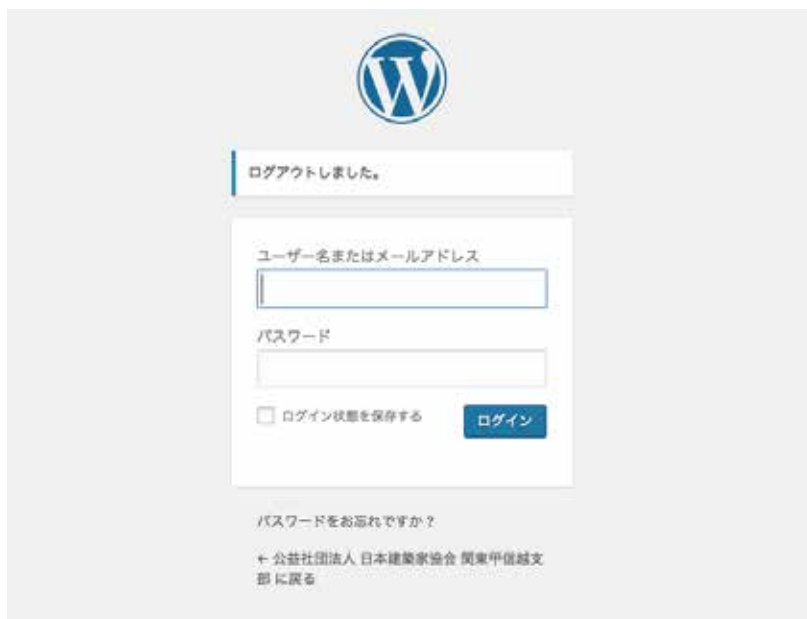 ログアウトしました。
ユーザー名またはメールアドレス
パスワード
ログイン状態を保存する
ログイン
パスワードをお忘れですか？
← 公益社団法人 日本建築家協会 関東甲信越支
部 に戻る